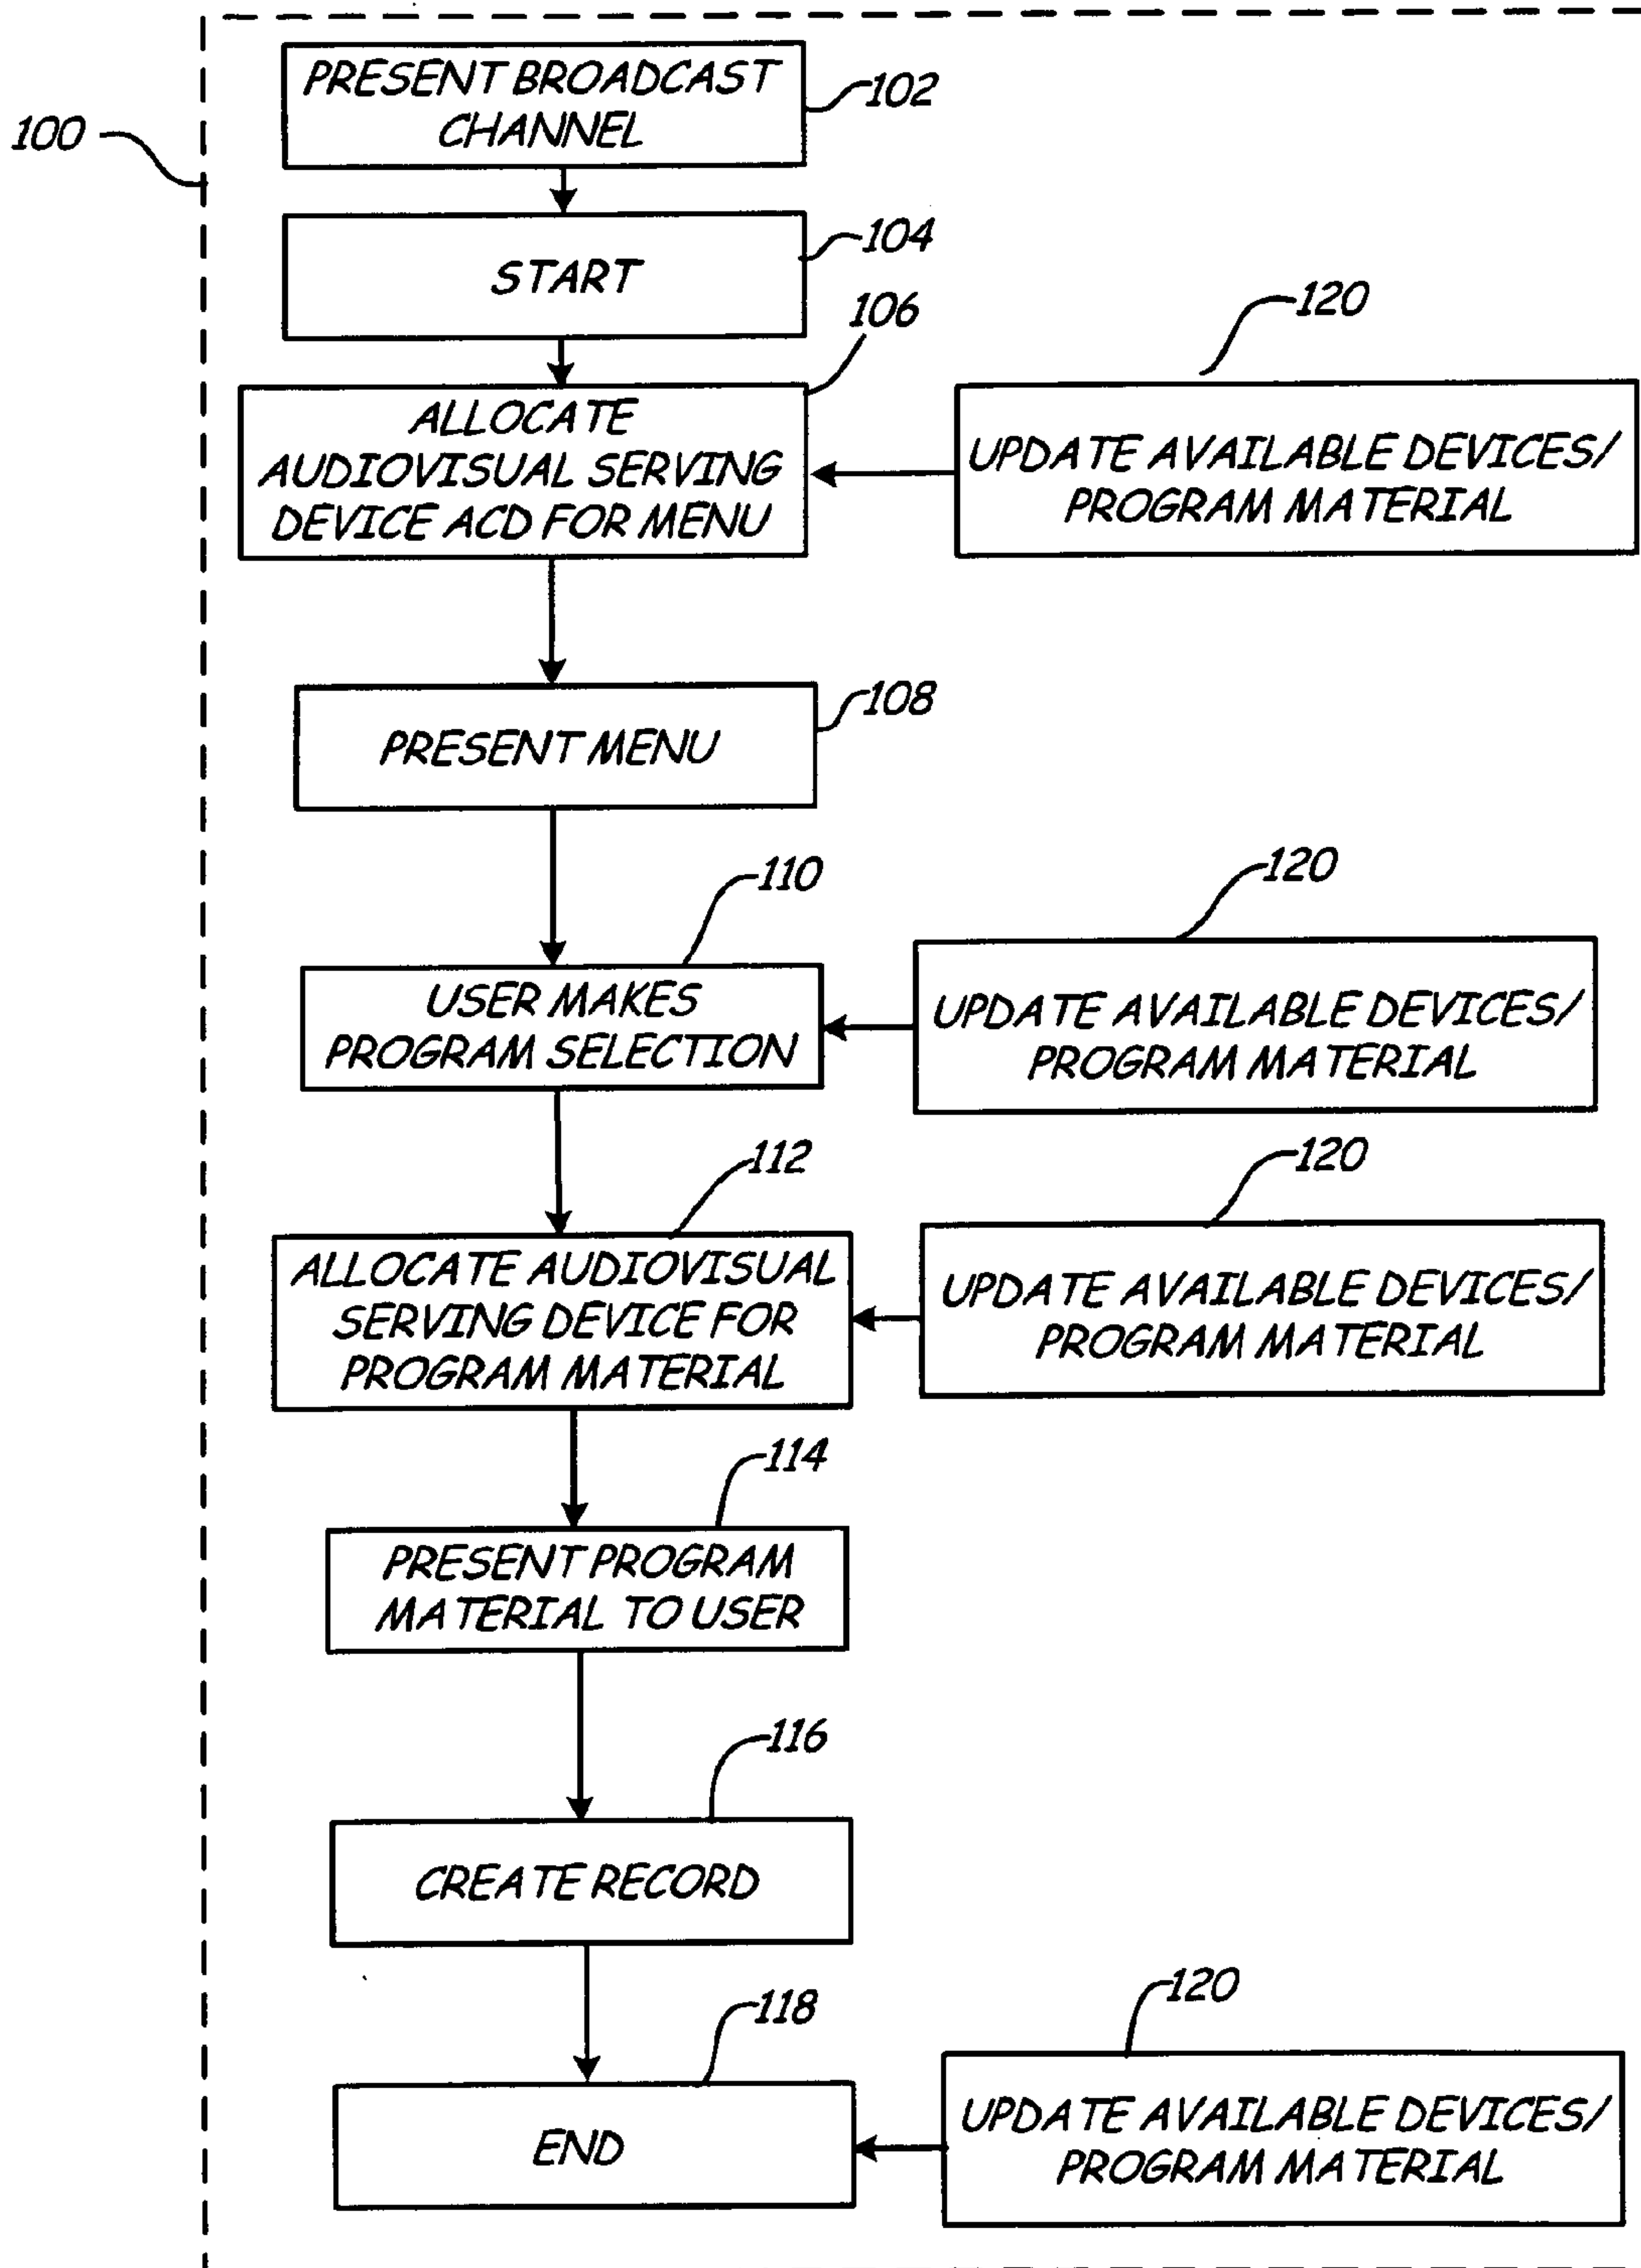 PRESENT BROADCAST
CHANNEL
102
100
START
104
106
ALLOCATE
AUDIOVISUAL SERVING
DEVICE ACD FOR MENU
120
UPDATE AVAILABLE DEVICES/
PROGRAM MATERIAL
PRESENT MENU
108
110
USER MAKES
PROGRAM SELECTION
120
UPDATE AVAILABLE DEVICES/
PROGRAM MATERIAL
112
ALLOCATE AUDIOVISUAL
SERVING DEVICE FOR
PROGRAM MATERIAL
120
UPDATE AVAILABLE DEVICES/
PROGRAM MATERIAL
114
PRESENT PROGRAM
MATERIAL TO USER
116
CREATE RECORD
118
END
120
UPDATE AVAILABLE DEVICES/
PROGRAM MATERIAL